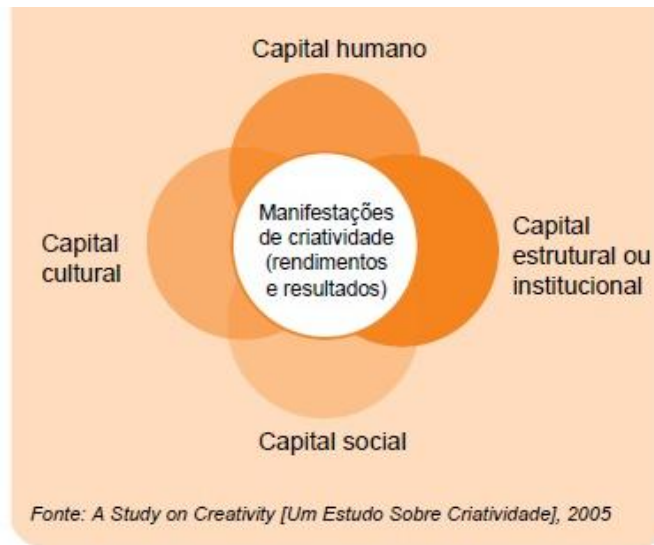 Capital humano
Manifestações
de criatividade
(rendimentos
e resultados)
Capital
cultural
Capital
estrutural ou
institucional
Capital social
Fonte: A Study on Creativity [Um Estudo Sobre Criatividade], 2005